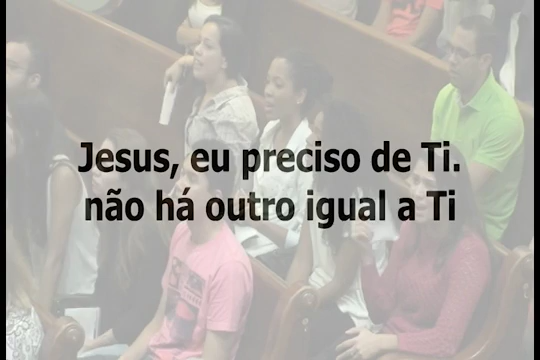 Jesus, eu preciso de Ti.
não há outro igual a Ti